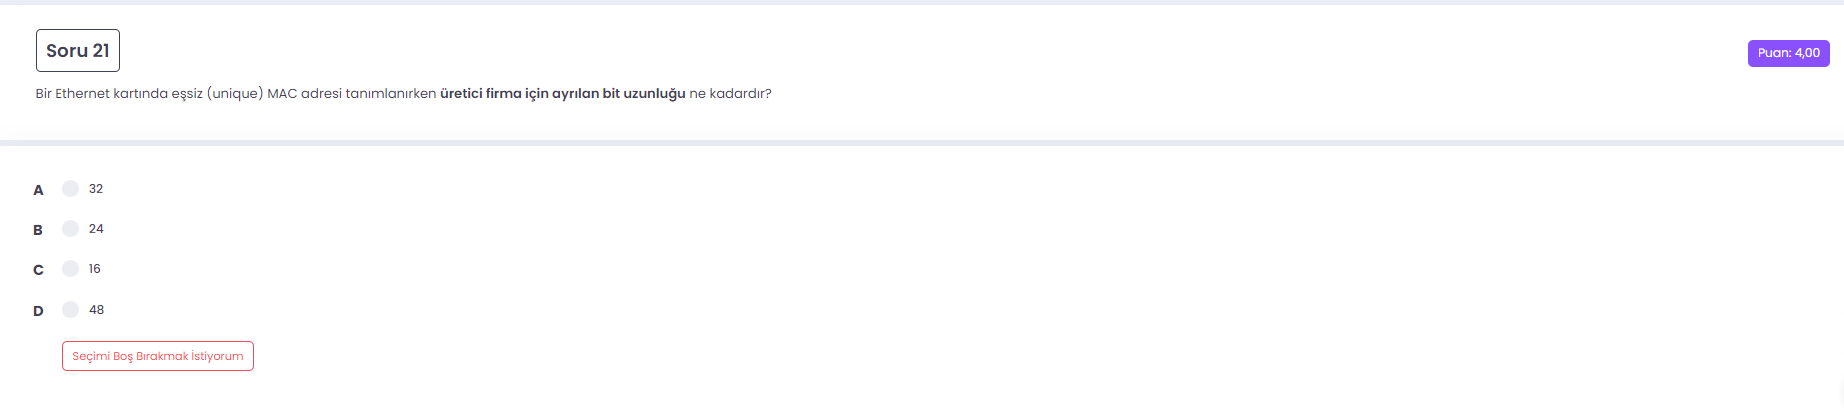 Soru 21
Puan: 4,00
Bir Ethernet kartında eşsiz (unique) MAC adresi tanımlanırken üretici firma için ayrılan bit uzunluğu ne kadardır?
A 32
B 24
C 16
D 48
Seçimi Boş Bırakmak İstiyorum